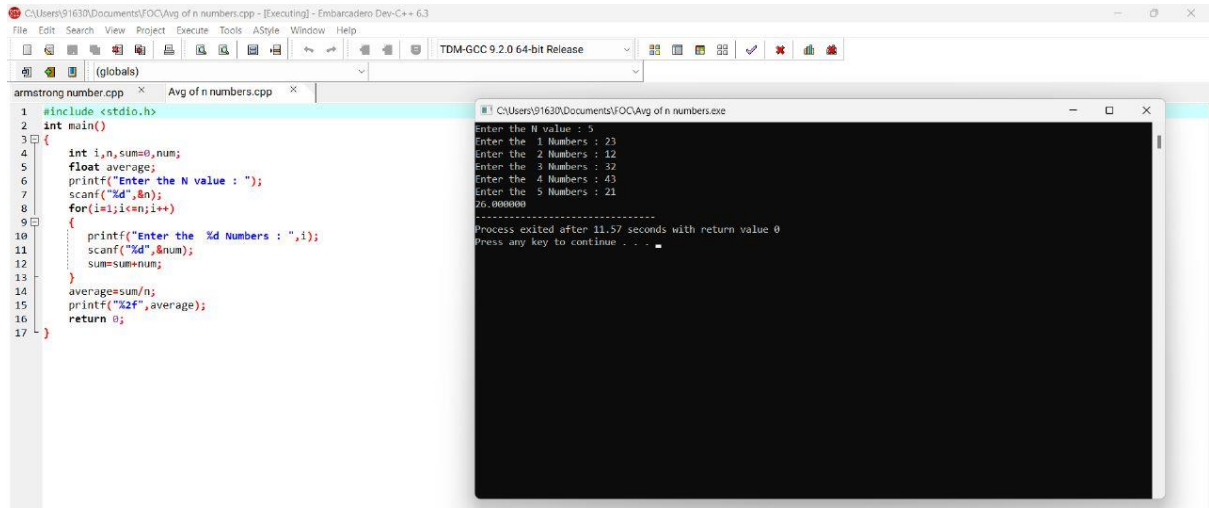 C:\Users\91630\Documents\FOC\Avg of n numbers.cpp - [Executing] - Embarcadero Dev-C++ 6.3
File Edit Search View Project Execute Tools AStyle Window Help
TDM-GCC 9.2.0 64-bit Release
(globals)
armstrong number.cpp Avg of n numbers.cpp
1 #include <stdio.h>
2 int main()
3 {
4 int i,n,sum=0,num;
5 float average;
6 printf("Enter the N value : ");
7 scanf("%d",&n);
8 for(i=1;i<=n;i++)
9 {
10 printf("Enter the  %d Numbers : ",i);
11 scanf("%d",&num);
12 sum=sum+num;
13 }
14 average=sum/n;
15 printf("%2f",average);
16 return 0;
17 }
C:\Users\91630\Documents\FOC\Avg of n numbers.exe
Enter the N value : 5
Enter the  1 Numbers : 23
Enter the  2 Numbers : 12
Enter the  3 Numbers : 32
Enter the  4 Numbers : 43
Enter the  5 Numbers : 21
26.000000
--------------------------------
Process exited after 11.57 seconds with return value 0
Press any key to continue . . .